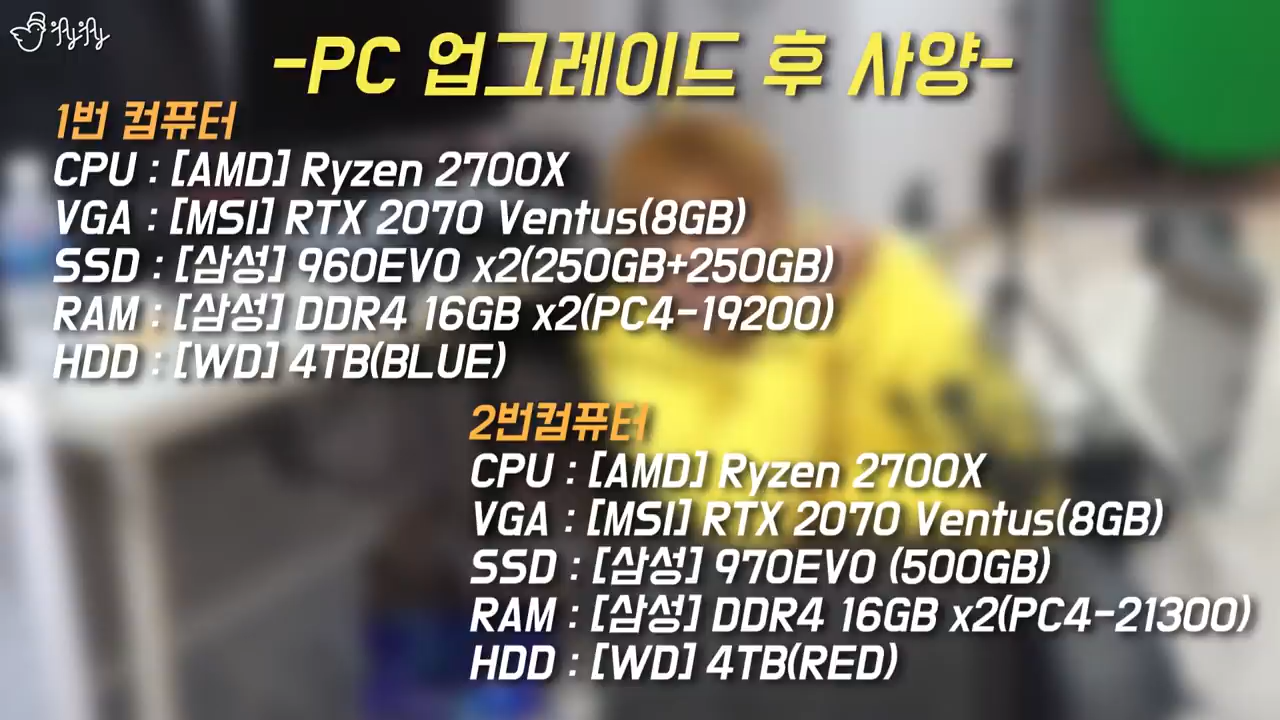 -PC 업그레이드 후 사양-
1번 컴퓨터
CPU : [AMD] Ryzen 2700X
VGA : [MSI] RTX 2070 Ventus(8GB)
SSD : [삼성] 960EVO x2(250GB+250GB)
RAM : [삼성] DDR4 16GB x2(PC4-19200)
HDD : [WD] 4TB(BLUE)
2번컴퓨터
CPU : [AMD] Ryzen 2700X
VGA : [MSI] RTX 2070 Ventus(8GB)
SSD : [삼성] 970EVO (500GB)
RAM : [삼성] DDR4 16GB x2(PC4-21300)
HDD : [WD] 4TB(RED)